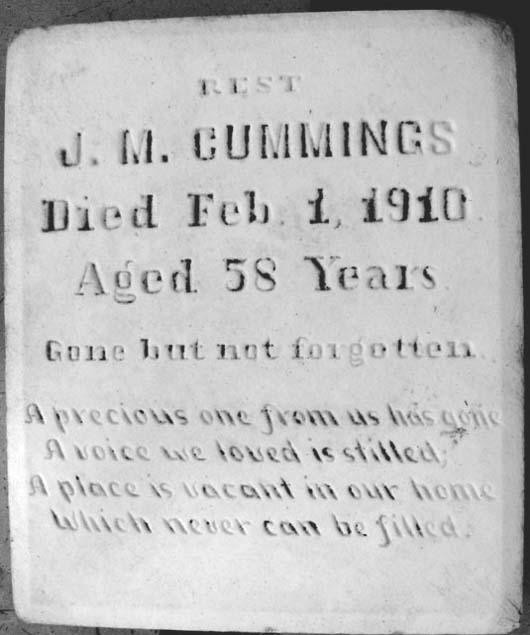 REST
J. M. CUMMINGS
Died Feb. 1, 1910.
Aged 58 Years.
Gone but not forgotten.
A precious one from us has gone
A voice we loved is stilled;
A place is vacant in our home
Which never can be filled.